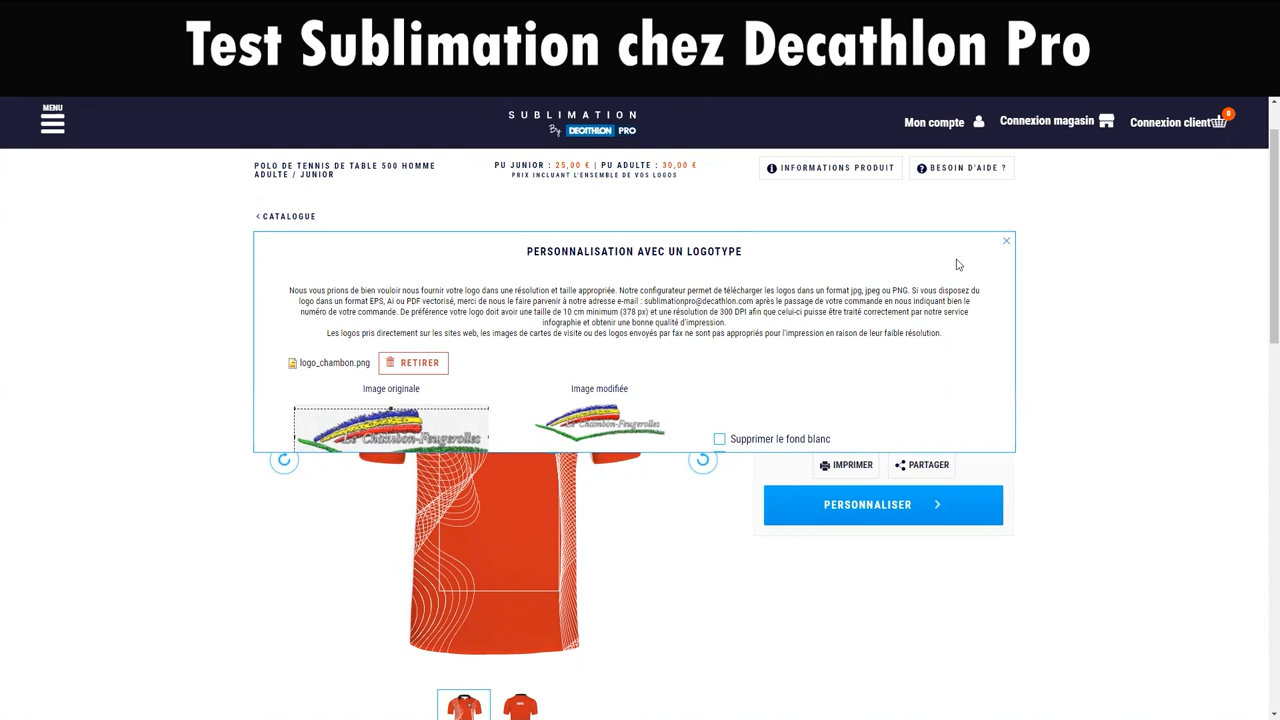 Test Sublimation chez Decathlon Pro
MENU
SUBLIMATION
By DECATHLON PRO
Mon compte
Connexion magasin
Connexion client
0
POLO DE TENNIS DE TABLE 500 HOMME
ADULTE / JUNIOR
PU JUNIOR : 25,00 € | PU ADULTE : 30,00 €
PRIX INCLUANT L'ENSEMBLE DE VOS LOGOS
INFORMATIONS PRODUIT
BESOIN D'AIDE ?
< CATALOGUE
PERSONNALISATION AVEC UN LOGOTYPE
Nous vous prions de bien vouloir nous fournir votre logo dans une résolution et taille appropriée. Notre configurateur permet de télécharger les logos dans un format jpg, jpeg ou PNG. Si vous disposez du
logo dans un format EPS, Ai ou PDF vectorisé, merci de nous le faire parvenir à notre adresse e-mail : sublimationpro@decathlon.com après le passage de votre commande en nous indiquant bien le
numéro de votre commande. De préférence votre logo doit avoir une taille de 10 cm minimum (378 px) et une résolution de 300 DPI afin que celui-ci puisse être traité correctement par notre service
infographie et obtenir une bonne qualité d'impression.
Les logos pris directement sur les sites web, les images de cartes de visite ou des logos envoyés par fax ne sont pas appropriés pour l'impression en raison de leur faible résolution.
logo_chambon.png
RETIRER
Image originale
Image modifiée
Le Chambon-Feugerolles
Le Chambon-Feugerolles
Supprimer le fond blanc
IMPRIMER
PARTAGER
PERSONNALISER